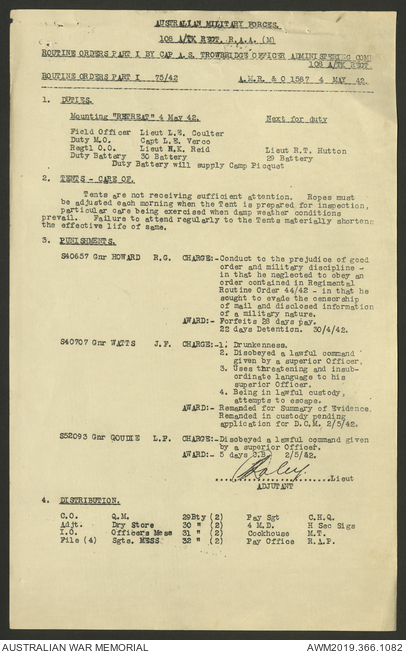 AUSTRALIAN MILITARY FORCES.
108 A/TK REGT. R.A.A. (M)
ROUTINE ORDERS PART I BY CAP A.S. TROWBRIDGE OFFICER ADMINISTERING COMD
108 A/TK REGT
ROUTINE ORDERS PART I 75/42 A.M.R. & O 1587 4 MAY 42.
1. DUTIES.
Mounting "RETREAT" 4 May 42. Next for duty
Field Officer Lieut L.E. Coulter
Duty M.O. Capt L.E. Verco
Regtl O.O. Lieut N.K. Reid Lieut R.T. Hutton
Duty Battery 30 Battery 29 Battery
Duty Battery will supply Camp Picquet
2. TENTS - CARE OF.
Tents are not receiving sufficient attention. Ropes must
be adjusted each morning when the Tent is prepared for inspection,
particular care being exercised when damp weather conditions
prevail. Failure to attend regularly to the Tents materially shortens
the effective life of same.
3. PUNISHMENTS.
S40657 Gnr HOWARD R.G. CHARGE:-Conduct to the prejudice of good
order and military discipline -
in that he neglected to obey an
order contained in Regimental
Routine Order 44/42 - in that he
sought to evade the censorship
of mail and disclosed information
of a military nature.
AWARD:- Forfeits 28 days pay.
22 days Detention. 30/4/42.
S40707 Gnr WATTS J.F. CHARGE:-1. Drunkenness.
2. Disobeyed a lawful command
given by a superior Officer.
3. Uses threatening and insub-
ordinate language to his
superior Officer.
4. Being in lawful custody,
attempts to escape.
AWARD:- Remanded for Summary of Evidence.
Remanded in custody pending
application for D.C.M. 2/5/42.
S52093 Gnr GOUDIE L.P. CHARGE:-Disobeyed a lawful command given
by a superior Officer.
AWARD:- 5 days C.B. 2/5/42.
Lieut
ADJUTANT
4. DISTRIBUTION.
C.O. Q.M. 29Bty (2) Pay Sgt C.H.Q.
Adjt. Dry Store 30 " (2) 4 M.D. H Sec Sigs
I.O. Officers Mess 31 " (2) Cookhouse M.T.
File (4) Sgts. MESS 32 " (2) Pay Office R.A.P.
AUSTRALIAN WAR MEMORIAL AWM2019.366.1082